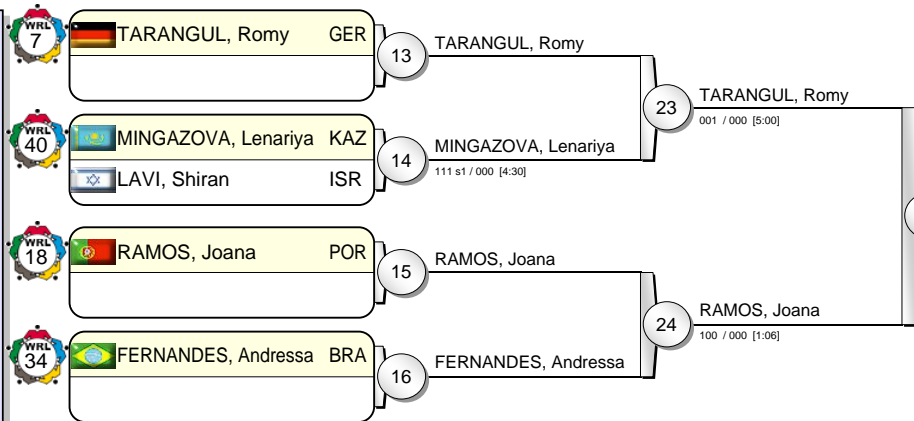 WRL
7
TARANGUL, Romy GER
13
TARANGUL, Romy
23
TARANGUL, Romy
001 / 000 [5:00]
WRL
40
MINGAZOVA, Lenariya KAZ
LAVI, Shiran ISR
14
MINGAZOVA, Lenariya
111 s1 / 000 [4:30]
WRL
18
RAMOS, Joana POR
15
RAMOS, Joana
24
RAMOS, Joana
100 / 000 [1:06]
WRL
34
FERNANDES, Andressa BRA
16
FERNANDES, Andressa